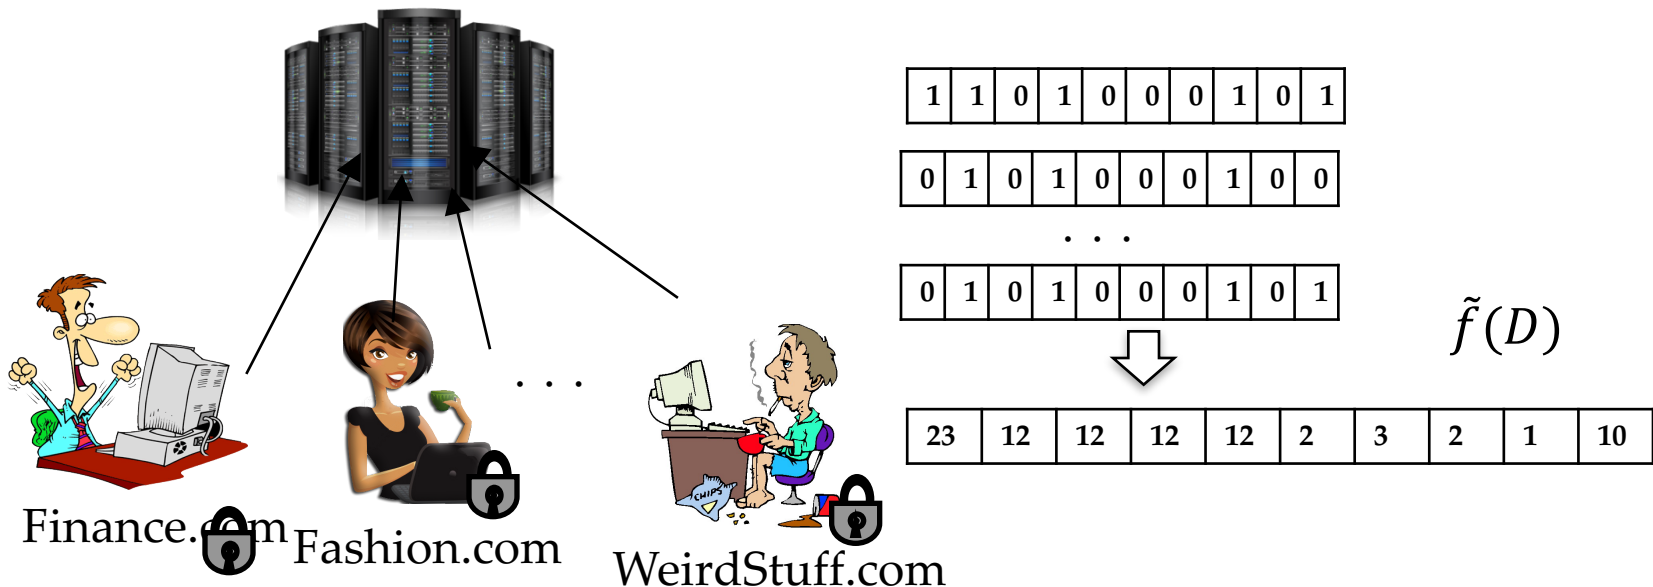 1 1 0 1 0 0 0 1 0 1
0 1 0 1 0 0 0 1 0 0
. . .
0 1 0 1 0 0 0 1 0 1
f̃(D)
. . .
23 12 12 12 12 2 3 2 1 10
CHIPS
Finance.com
Fashion.com
WeirdStuff.com